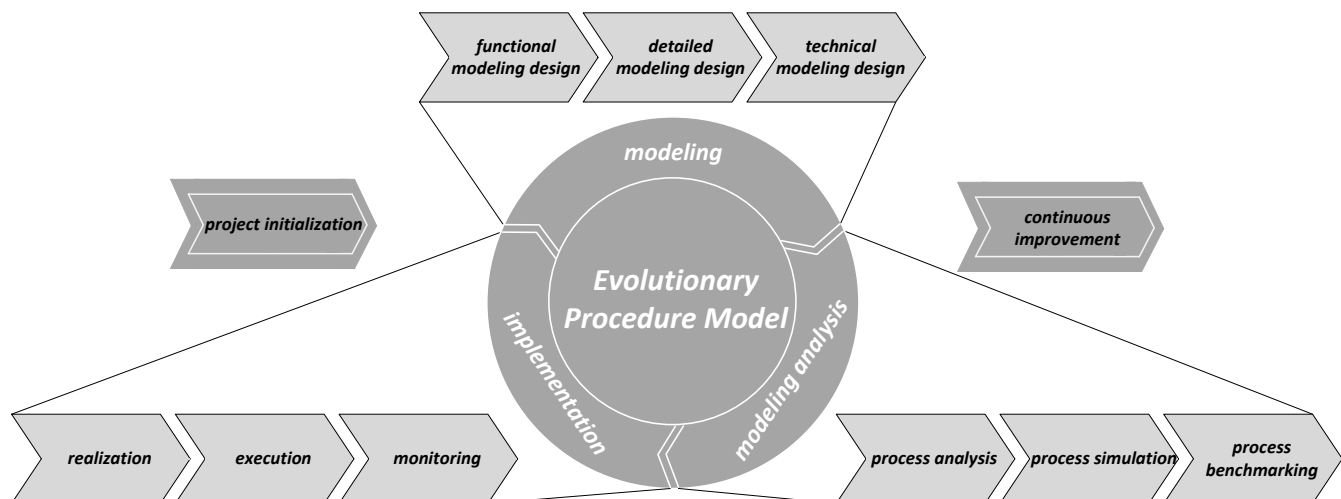 functional
modeling design
detailed
modeling design
technical
modeling design
modeling
project initialization
continuous
improvement
Evolutionary
Procedure Model
implementation
modeling analysis
realization
execution
monitoring
process analysis
process simulation
process
benchmarking